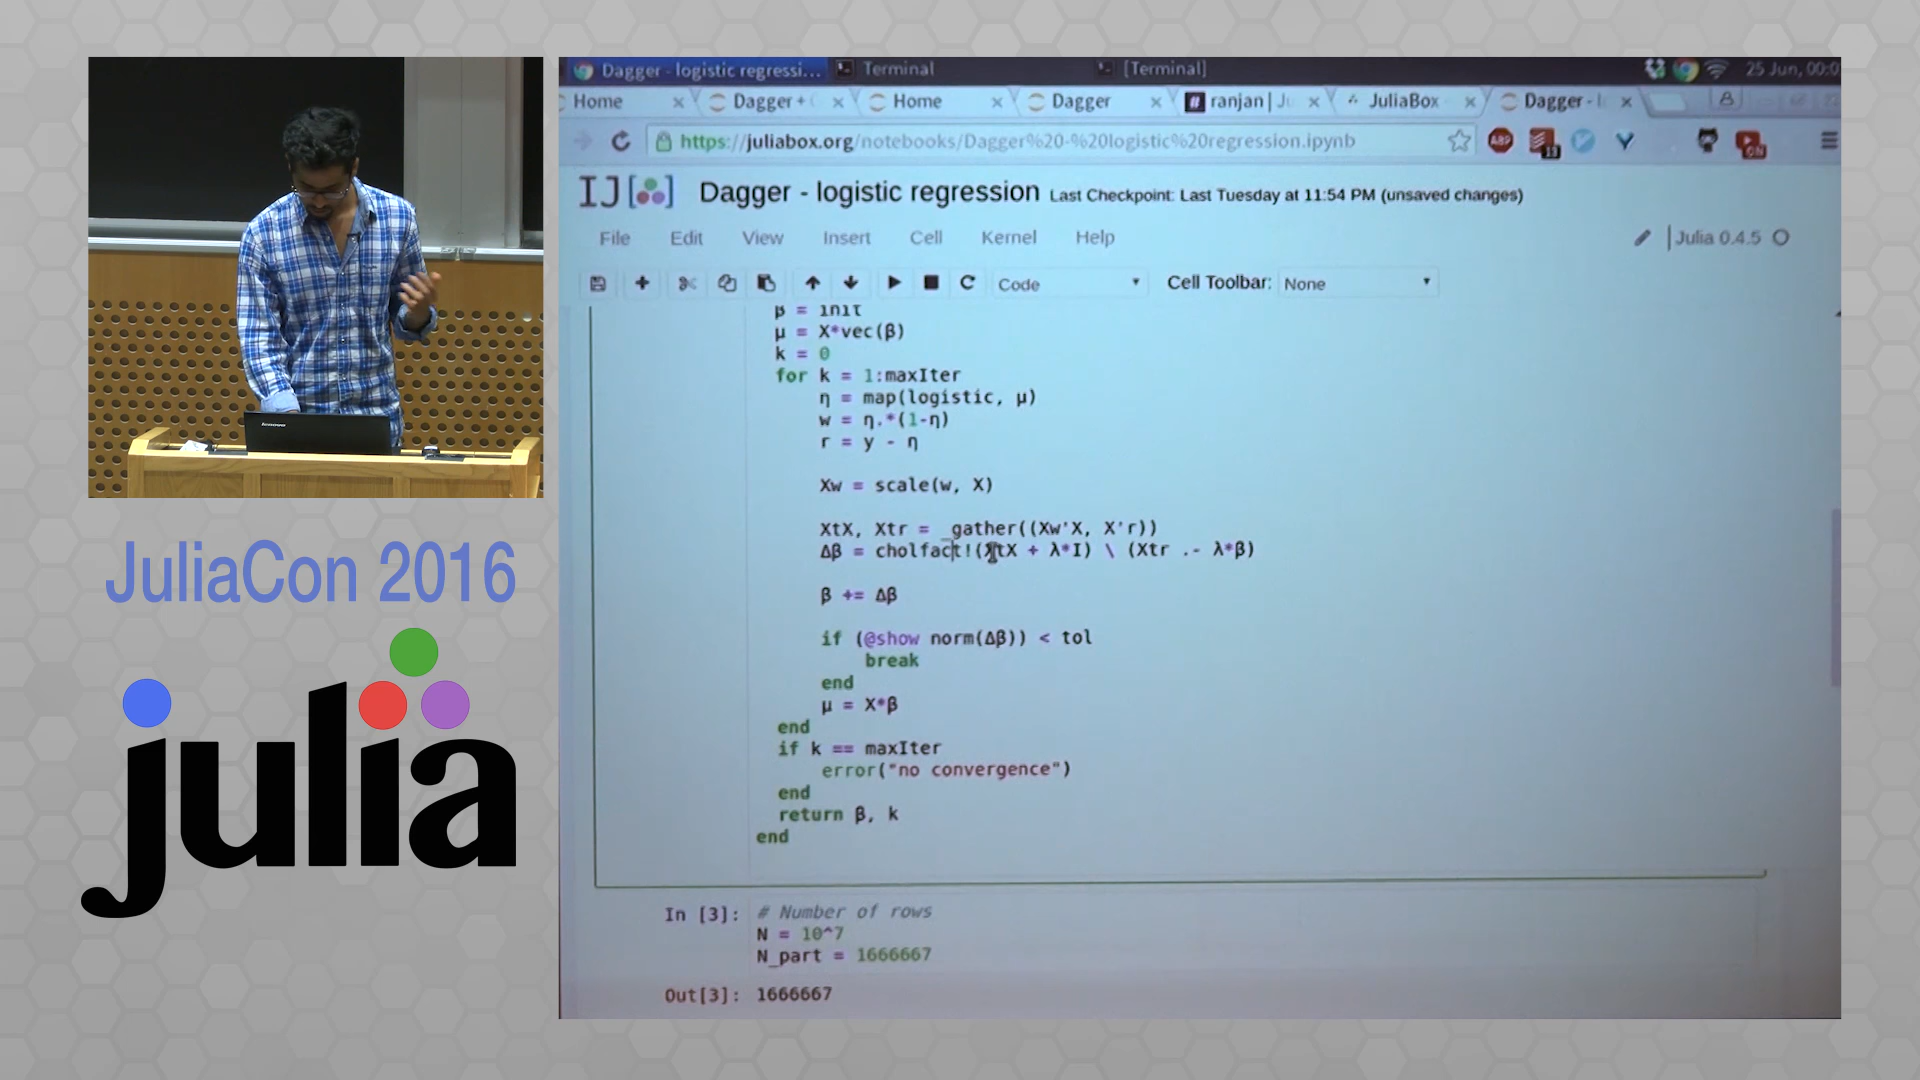 Dagger - logistic regressi...
Terminal
[Terminal]
25 Jun, 00:0
Home
Dagger +
Home
Dagger
ranjan | J
JuliaBox
Dagger - l
https://juliabox.org/notebooks/Dagger%20-%20logistic%20regression.ipynb
IJ[ ] Dagger - logistic regression Last Checkpoint: Last Tuesday at 11:54 PM (unsaved changes)
File Edit View Insert Cell Kernel Help
Julia 0.4.5
Code
Cell Toolbar: None
β = init
μ = X*vec(β)
k = 0
for k = 1:maxIter
η = map(logistic, μ)
w = η.*(1-η)
r = y - η
Xw = scale(w, X)
XtX, Xtr = _gather((Xw'X, X'r))
Δβ = cholfact!(XtX + λ*I) \ (Xtr .- λ*β)
β += Δβ
if (@show norm(Δβ)) < tol
break
end
μ = X*β
end
if k == maxIter
error("no convergence")
end
return β, k
end
In [3]: # Number of rows
N = 10^7
N_part = 1666667
Out[3]: 1666667
lenovo
JuliaCon 2016
julia